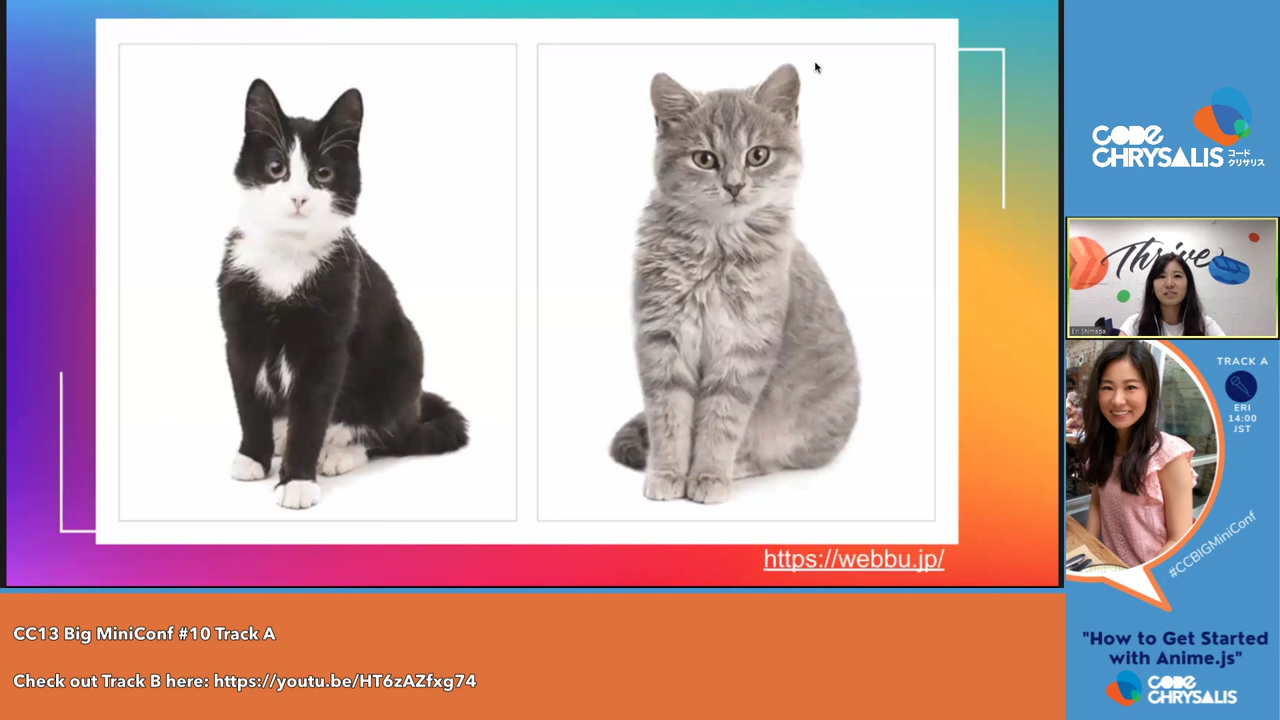 https://webbu.jp/
CODE
CHRYSALIS
コード
クリサリス
Thrive
Eri Shimada
TRACK A
ERI
14:00
JST
#CCBIGMiniConf
"How to Get Started
with Anime.js"
CODE
CHRYSALIS
CC13 Big MiniConf #10 Track A
Check out Track B here: https://youtu.be/HT6zAZfxg74